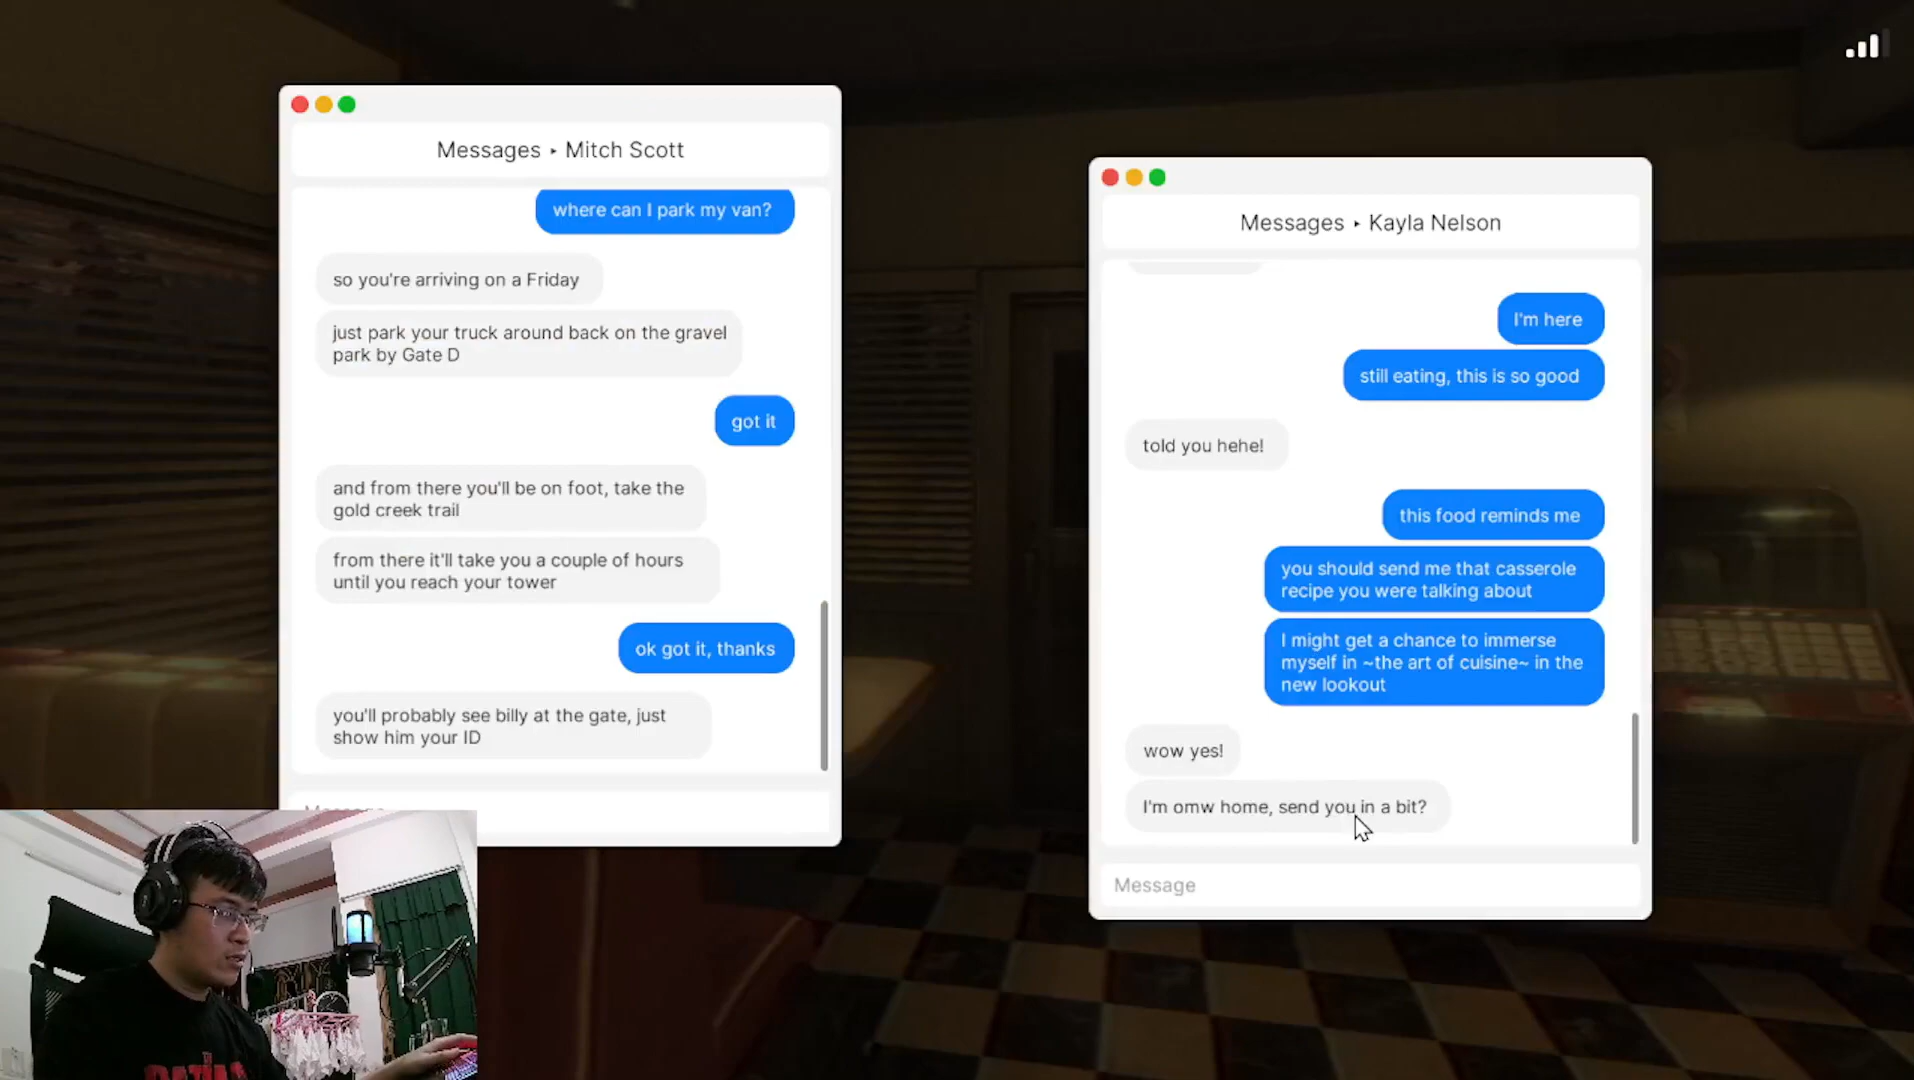 Messages ▸ Mitch Scott
where can I park my van?
so you're arriving on a Friday
just park your truck around back on the gravel
park by Gate D
got it
and from there you'll be on foot, take the
gold creek trail
from there it'll take you a couple of hours
until you reach your tower
ok got it, thanks
you'll probably see billy at the gate, just
show him your ID
Messages ▸ Kayla Nelson
I'm here
still eating, this is so good
told you hehe!
this food reminds me
you should send me that casserole
recipe you were talking about
I might get a chance to immerse
myself in ~the art of cuisine~ in the
new lookout
wow yes!
I'm omw home, send you in a bit?
Message